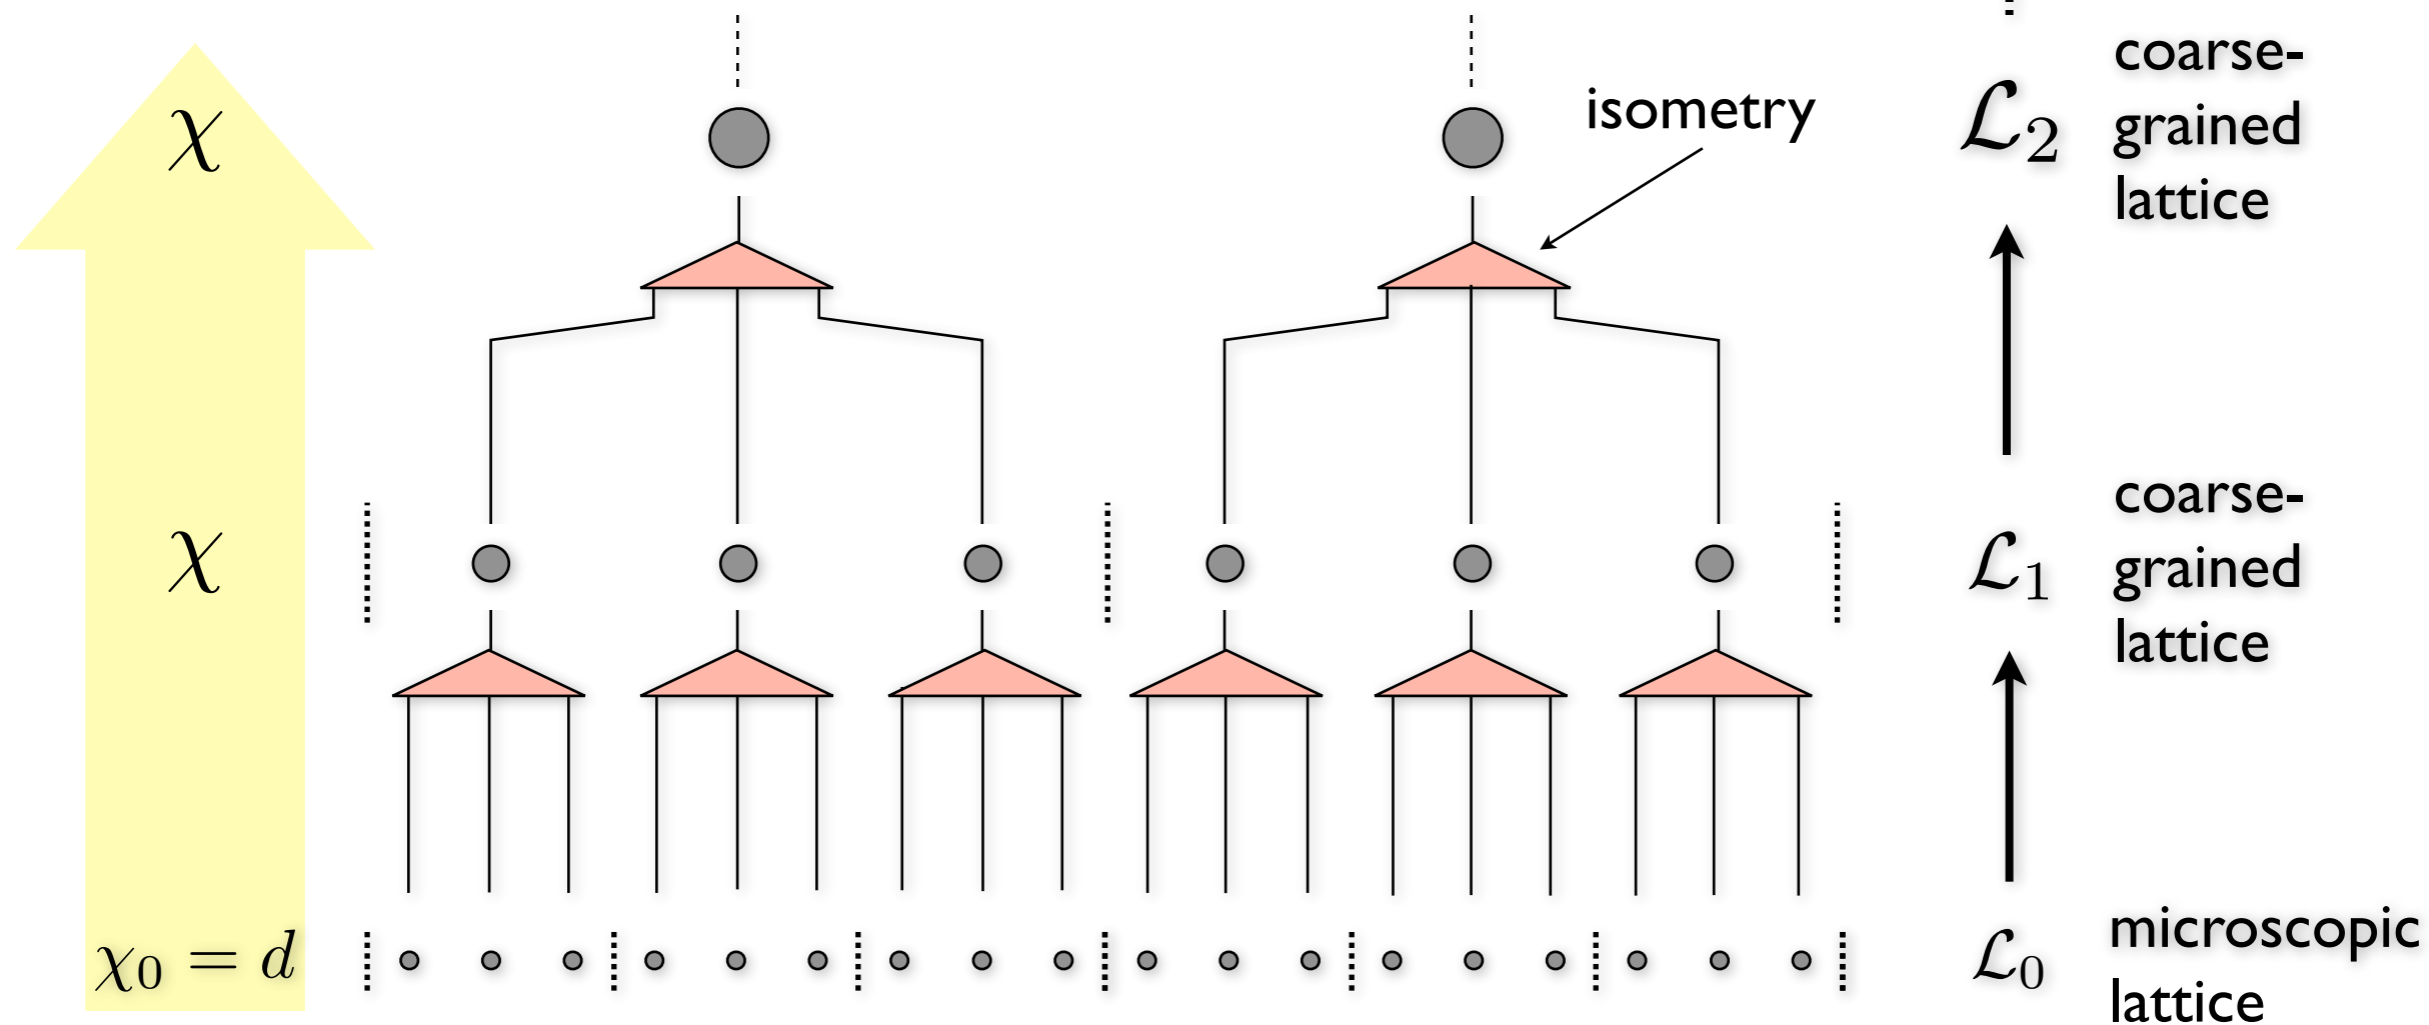 χ
isometry
ℒ₂
coarse-
grained
lattice
χ
ℒ₁
coarse-
grained
lattice
χ₀ = d
ℒ₀
microscopic
lattice